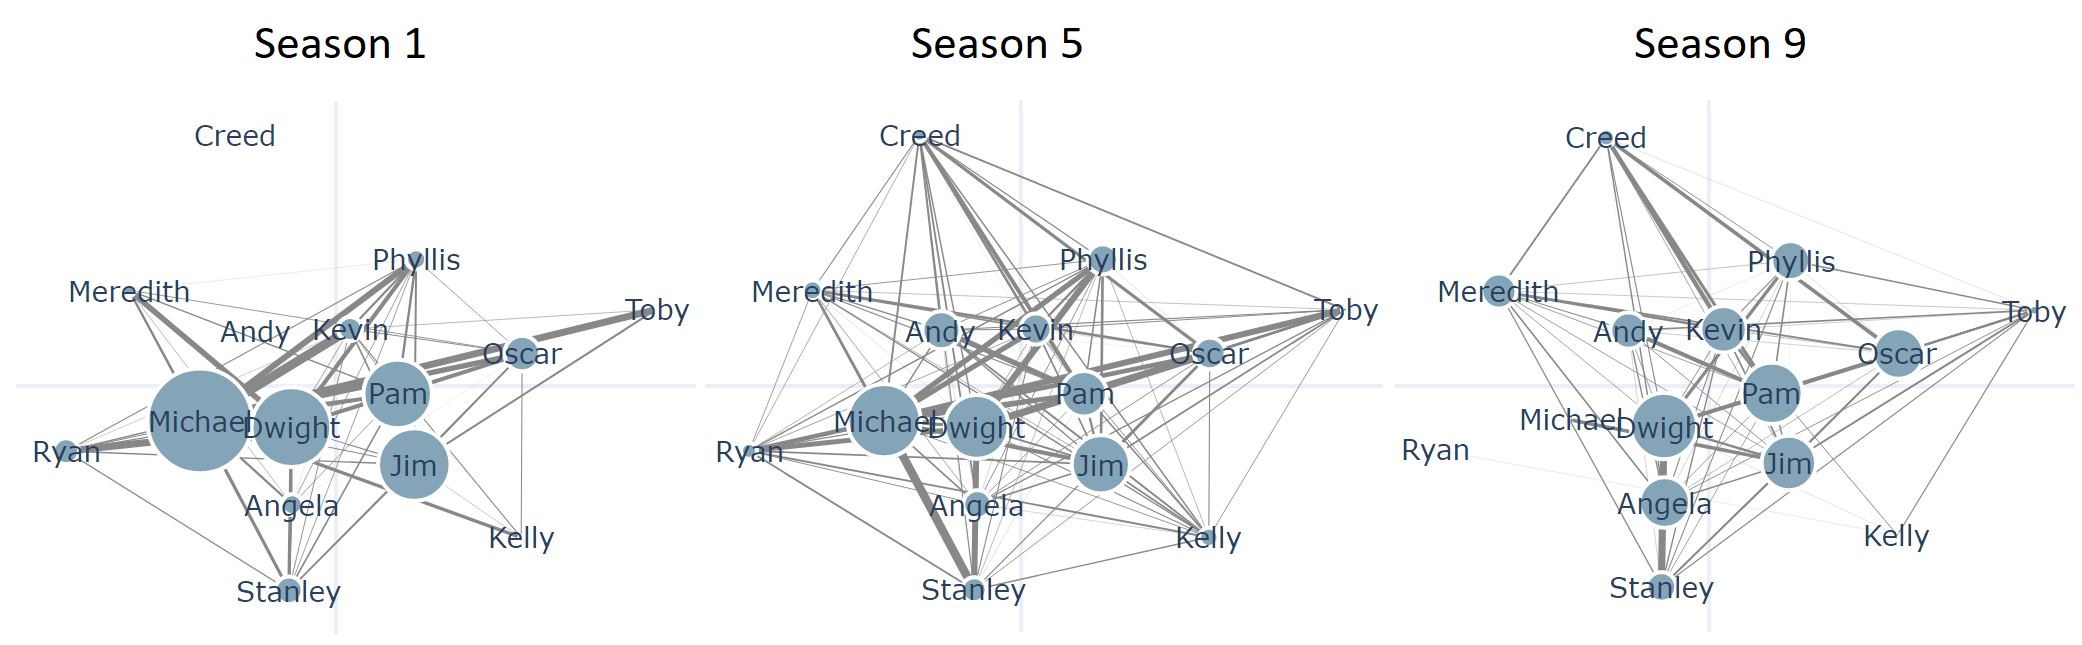 Season 1
Creed
Phyllis
Meredith
Toby
Andy
Kevin
Oscar
Pam
Michael
Dwight
Ryan
Jim
Angela
Kelly
Stanley
Season 5
Creed
Phyllis
Meredith
Toby
Andy
Kevin
Oscar
Pam
Michael
Dwight
Ryan
Jim
Angela
Kelly
Stanley
Season 9
Creed
Phyllis
Meredith
Toby
Andy
Kevin
Oscar
Pam
Michael
Dwight
Ryan
Jim
Angela
Kelly
Stanley